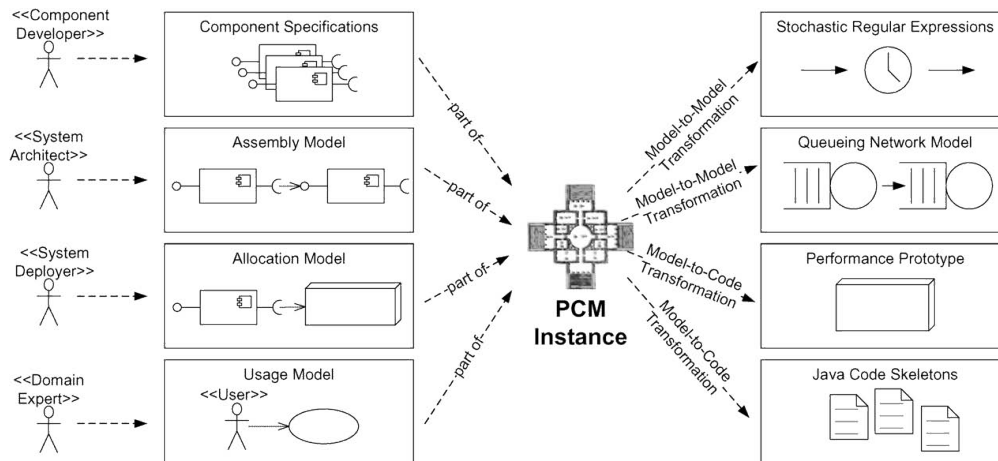 <<Component
Developer>>
Component Specifications
part of
Model-to-Model
Transformation
Stochastic Regular Expressions
<<System
Architect>>
Assembly Model
part of
Model-to-Model
Transformation
Queueing Network Model
<<System
Deployer>>
Allocation Model
part of
PCM
Instance
Model-to-Code
Transformation
Performance Prototype
<<Domain
Expert>>
Usage Model
<<User>>
part of
Model-to-Code
Transformation
Java Code Skeletons